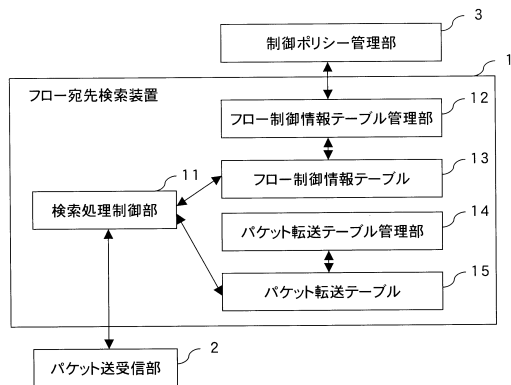 3
制御ポリシー管理部
1
フロー宛先検索装置
12
フロー制御情報テーブル管理部
11
13
フロー制御情報テーブル
検索処理制御部
14
パケット転送テーブル管理部
15
パケット転送テーブル
2
パケット送受信部